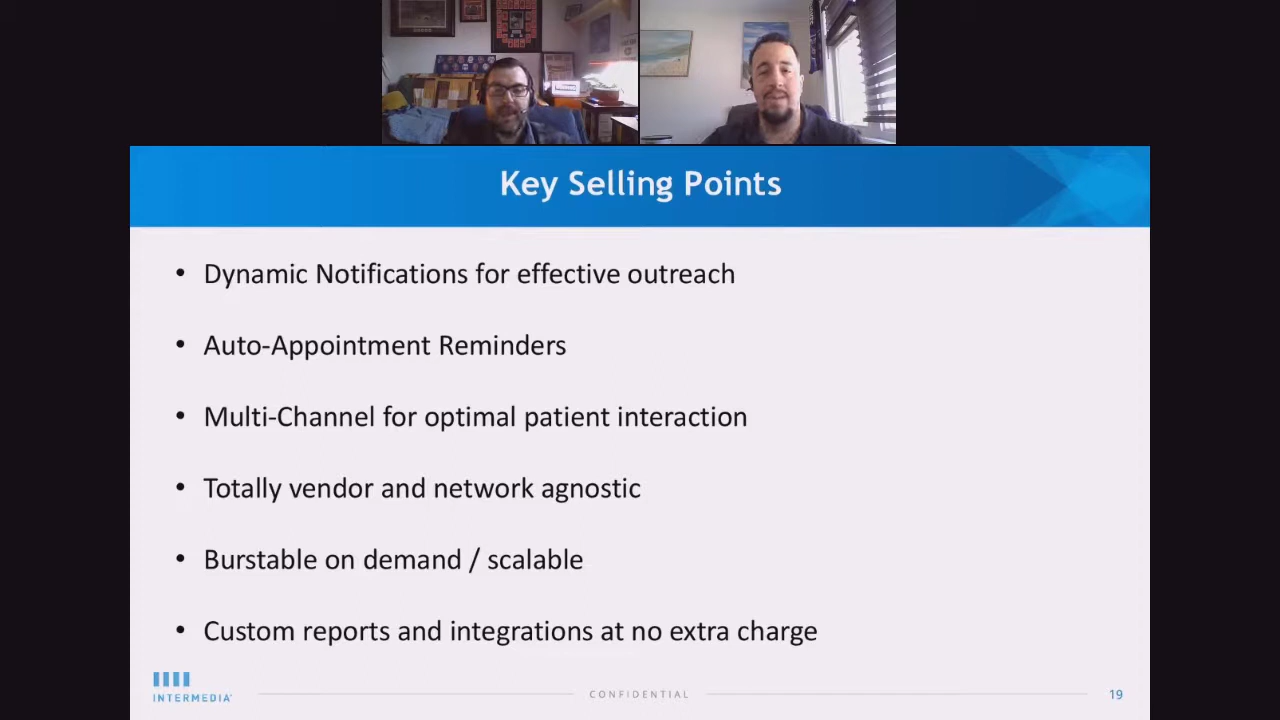 Key Selling Points
• Dynamic Notifications for effective outreach
• Auto-Appointment Reminders
• Multi-Channel for optimal patient interaction
• Totally vendor and network agnostic
• Burstable on demand / scalable
• Custom reports and integrations at no extra charge
INTERMEDIA
CONFIDENTIAL
19